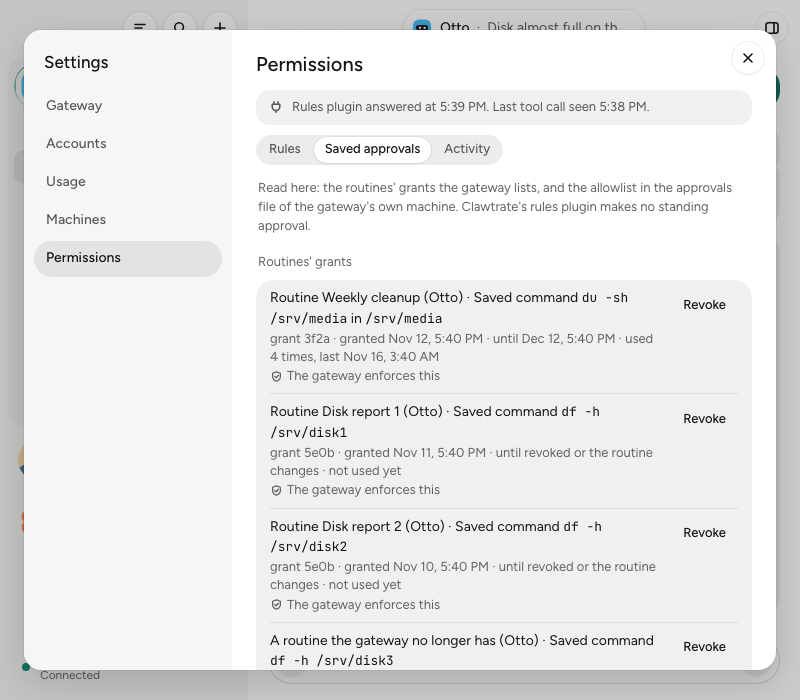 Otto · Disk almost full on th
Settings
Gateway
Accounts
Usage
Machines
Permissions
Permissions
Rules plugin answered at 5:39 PM. Last tool call seen 5:38 PM.
Rules Saved approvals Activity
Read here: the routines' grants the gateway lists, and the allowlist in the approvals
file of the gateway's own machine. Clawtrate's rules plugin makes no standing
approval.
Routines' grants
Routine Weekly cleanup (Otto) · Saved command du -sh
/srv/media in /srv/media
Revoke
grant 3f2a · granted Nov 12, 5:40 PM · until Dec 12, 5:40 PM · used
4 times, last Nov 16, 3:40 AM
The gateway enforces this
Routine Disk report 1 (Otto) · Saved command df -h
/srv/disk1
Revoke
grant 5e0b · granted Nov 11, 5:40 PM · until revoked or the routine
changes · not used yet
The gateway enforces this
Routine Disk report 2 (Otto) · Saved command df -h
/srv/disk2
Revoke
grant 5e0b · granted Nov 10, 5:40 PM · until revoked or the routine
changes · not used yet
The gateway enforces this
A routine the gateway no longer has (Otto) · Saved command
df -h /srv/disk3
Revoke
Connected